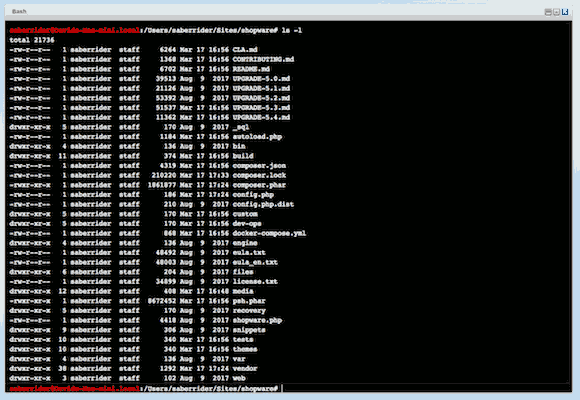 Bash
saberrider@Davids-Mac-mini.local:/Users/saberrider/Sites/shopware# ls -l
total 21736
-rw-r--r-- 1 saberrider staff 6264 Mar 17 16:56 CLA.md
-rw-r--r-- 1 saberrider staff 1368 Mar 17 16:56 CONTRIBUTING.md
-rw-r--r-- 1 saberrider staff 6702 Mar 17 16:56 README.md
-rw-r--r-- 1 saberrider staff 39513 Aug 9 2017 UPGRADE-5.0.md
-rw-r--r-- 1 saberrider staff 21126 Aug 9 2017 UPGRADE-5.1.md
-rw-r--r-- 1 saberrider staff 53392 Aug 9 2017 UPGRADE-5.2.md
-rw-r--r-- 1 saberrider staff 51537 Mar 17 16:56 UPGRADE-5.3.md
-rw-r--r-- 1 saberrider staff 11362 Mar 17 16:56 UPGRADE-5.4.md
drwxr-xr-x 5 saberrider staff 170 Aug 9 2017 _sql
-rw-r--r-- 1 saberrider staff 1184 Mar 17 16:56 autoload.php
drwxr-xr-x 4 saberrider staff 136 Aug 9 2017 bin
drwxr-xr-x 11 saberrider staff 374 Mar 17 16:56 build
-rw-r--r-- 1 saberrider staff 4319 Mar 17 16:56 composer.json
-rw-r--r-- 1 saberrider staff 210220 Mar 17 17:33 composer.lock
-rwxr-xr-x 1 saberrider staff 1861877 Mar 17 17:24 composer.phar
-rw-r--r-- 1 saberrider staff 186 Mar 17 17:24 config.php
-rw-r--r-- 1 saberrider staff 210 Aug 9 2017 config.php.dist
drwxr-xr-x 5 saberrider staff 170 Mar 17 16:56 custom
drwxr-xr-x 5 saberrider staff 170 Mar 17 16:56 dev-ops
-rw-r--r-- 1 saberrider staff 868 Mar 17 16:56 docker-compose.yml
drwxr-xr-x 4 saberrider staff 136 Aug 9 2017 engine
-rw-r--r-- 1 saberrider staff 48492 Aug 9 2017 eula.txt
-rw-r--r-- 1 saberrider staff 48003 Aug 9 2017 eula_en.txt
drwxr-xr-x 6 saberrider staff 204 Aug 9 2017 files
-rw-r--r-- 1 saberrider staff 34899 Aug 9 2017 license.txt
drwxr-xr-x 12 saberrider staff 408 Mar 17 16:48 media
-rwxr-xr-x 1 saberrider staff 8672452 Mar 17 16:56 psh.phar
drwxr-xr-x 5 saberrider staff 170 Aug 9 2017 recovery
-rw-r--r-- 1 saberrider staff 4418 Aug 9 2017 shopware.php
drwxr-xr-x 9 saberrider staff 306 Aug 9 2017 snippets
drwxr-xr-x 10 saberrider staff 340 Mar 17 16:56 tests
drwxr-xr-x 10 saberrider staff 340 Mar 17 16:56 themes
drwxr-xr-x 4 saberrider staff 136 Aug 9 2017 var
drwxr-xr-x 38 saberrider staff 1292 Mar 17 17:24 vendor
drwxr-xr-x 3 saberrider staff 102 Aug 9 2017 web
saberrider@Davids-Mac-mini.local:/Users/saberrider/Sites/shopware#